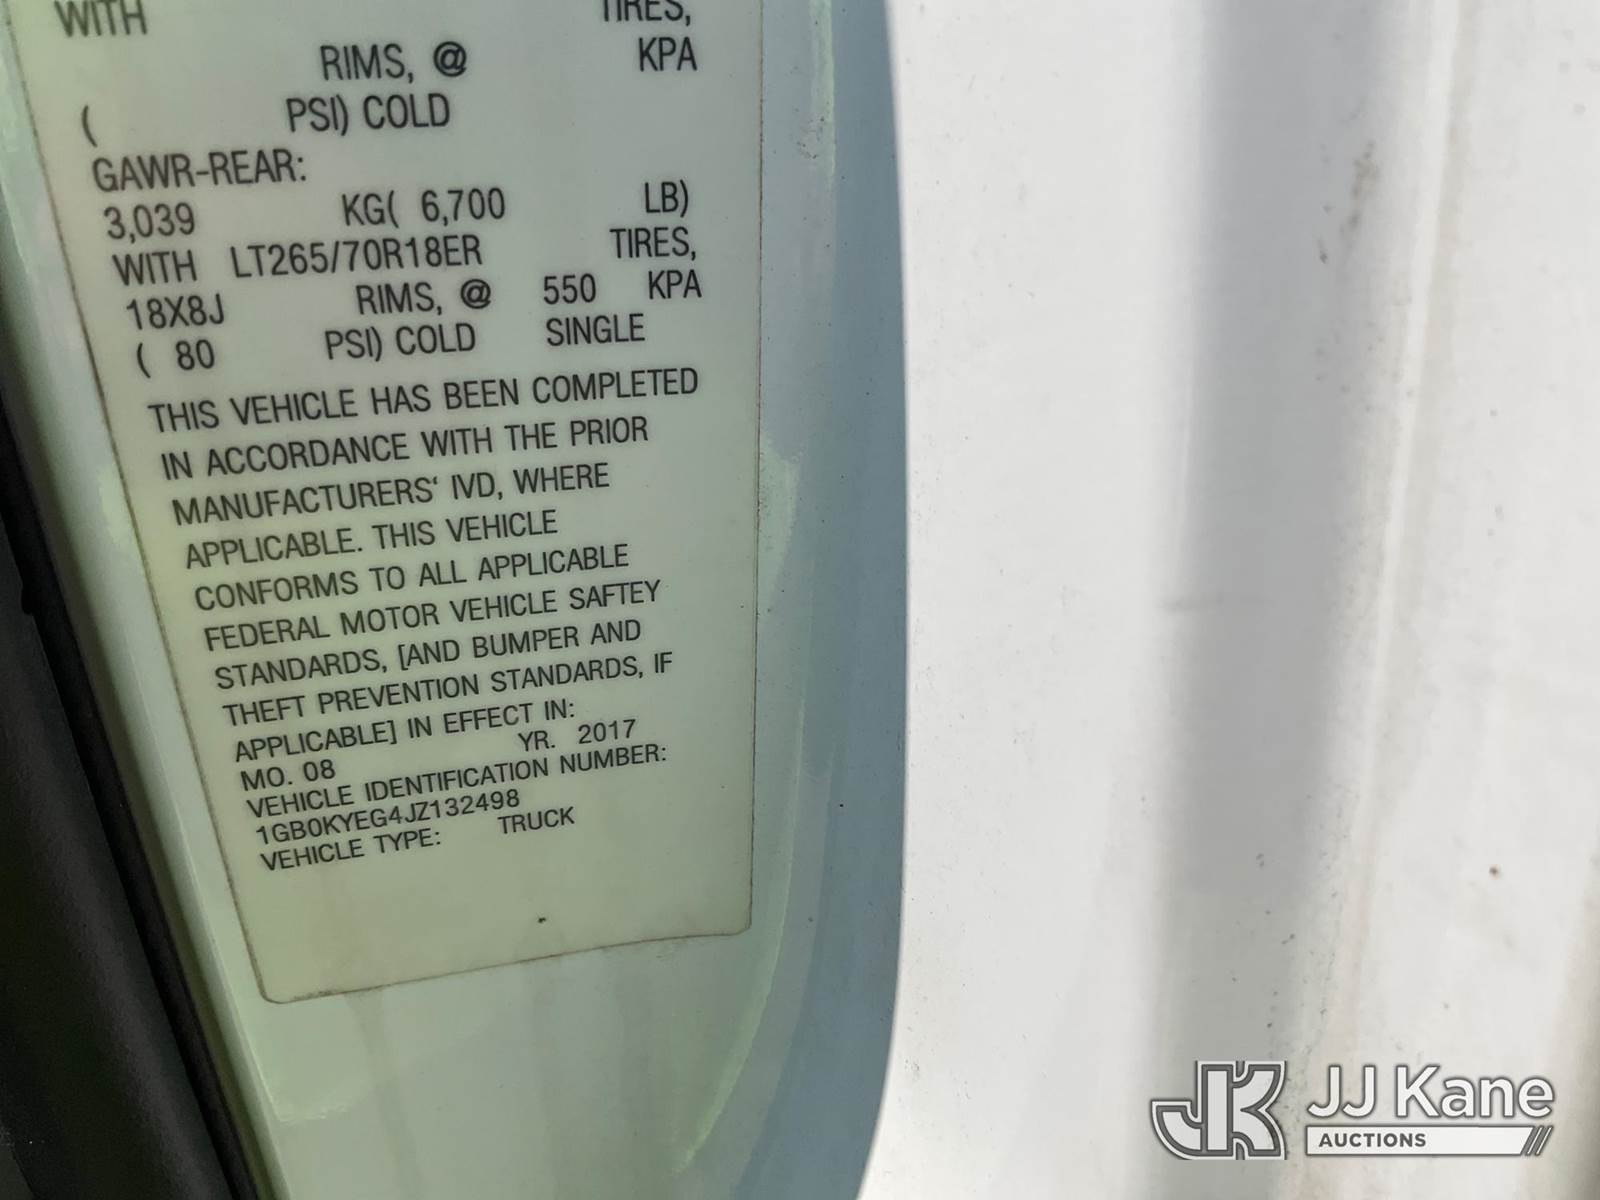 WITH TIRES,
RIMS, @ KPA
( PSI) COLD
GAWR-REAR:
3,039 KG( 6,700 LB)
WITH LT265/70R18ER TIRES,
18X8J RIMS, @ 550 KPA
( 80 PSI) COLD SINGLE
THIS VEHICLE HAS BEEN COMPLETED
IN ACCORDANCE WITH THE PRIOR
MANUFACTURERS' IVD, WHERE
APPLICABLE. THIS VEHICLE
CONFORMS TO ALL APPLICABLE
FEDERAL MOTOR VEHICLE SAFTEY
STANDARDS, [AND BUMPER AND
THEFT PREVENTION STANDARDS, IF
APPLICABLE] IN EFFECT IN:
MO. 08 YR. 2017
VEHICLE IDENTIFICATION NUMBER:
1GB0KYEG4JZ132498
VEHICLE TYPE: TRUCK
JK JJ Kane
AUCTIONS